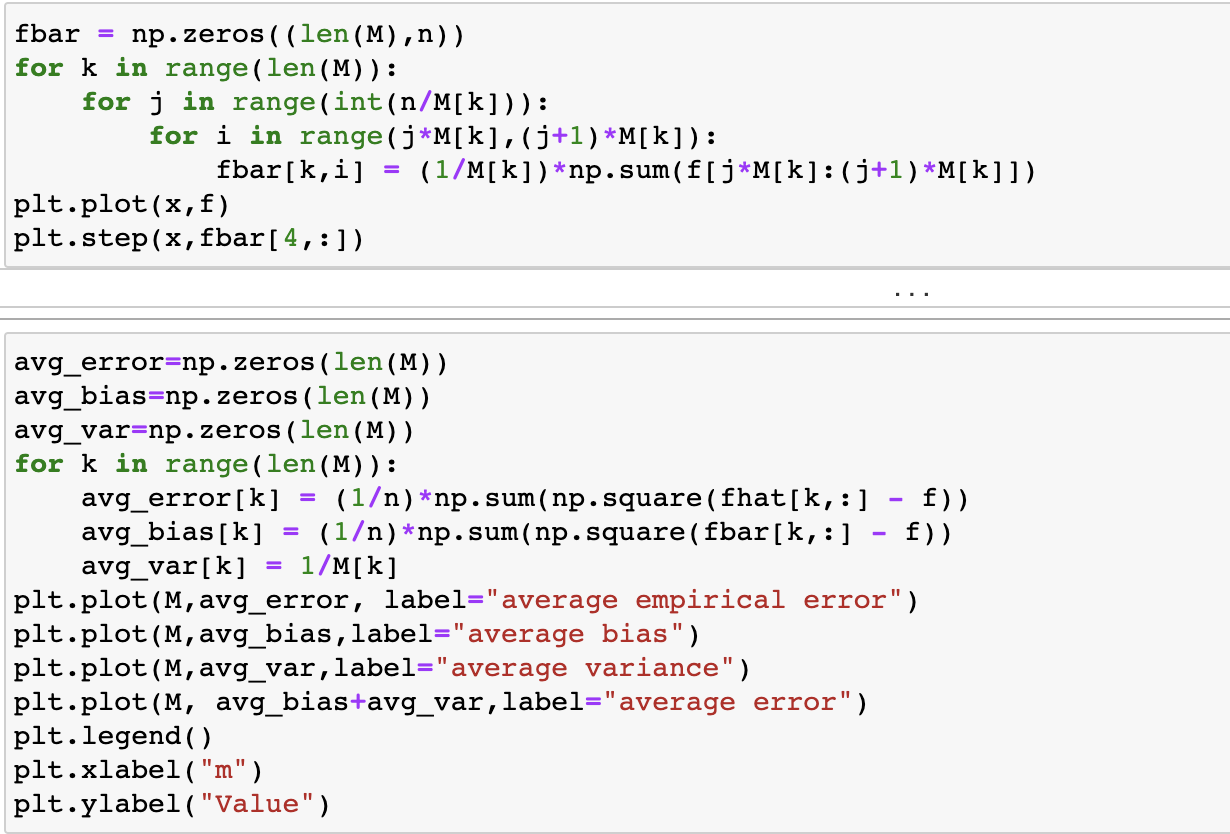 fbar = np.zeros((len(M),n))
for k in range(len(M)):
    for j in range(int(n/M[k])):
        for i in range(j*M[k],(j+1)*M[k]):
            fbar[k,i] = (1/M[k])*np.sum(f[j*M[k]:(j+1)*M[k]])
plt.plot(x,f)
plt.step(x,fbar[4,:])
...
avg_error=np.zeros(len(M))
avg_bias=np.zeros(len(M))
avg_var=np.zeros(len(M))
for k in range(len(M)):
    avg_error[k] = (1/n)*np.sum(np.square(fhat[k,:] - f))
    avg_bias[k] = (1/n)*np.sum(np.square(fbar[k,:] - f))
    avg_var[k] = 1/M[k]
plt.plot(M,avg_error, label="average empirical error")
plt.plot(M,avg_bias,label="average bias")
plt.plot(M,avg_var,label="average variance")
plt.plot(M, avg_bias+avg_var,label="average error")
plt.legend()
plt.xlabel("m")
plt.ylabel("Value")